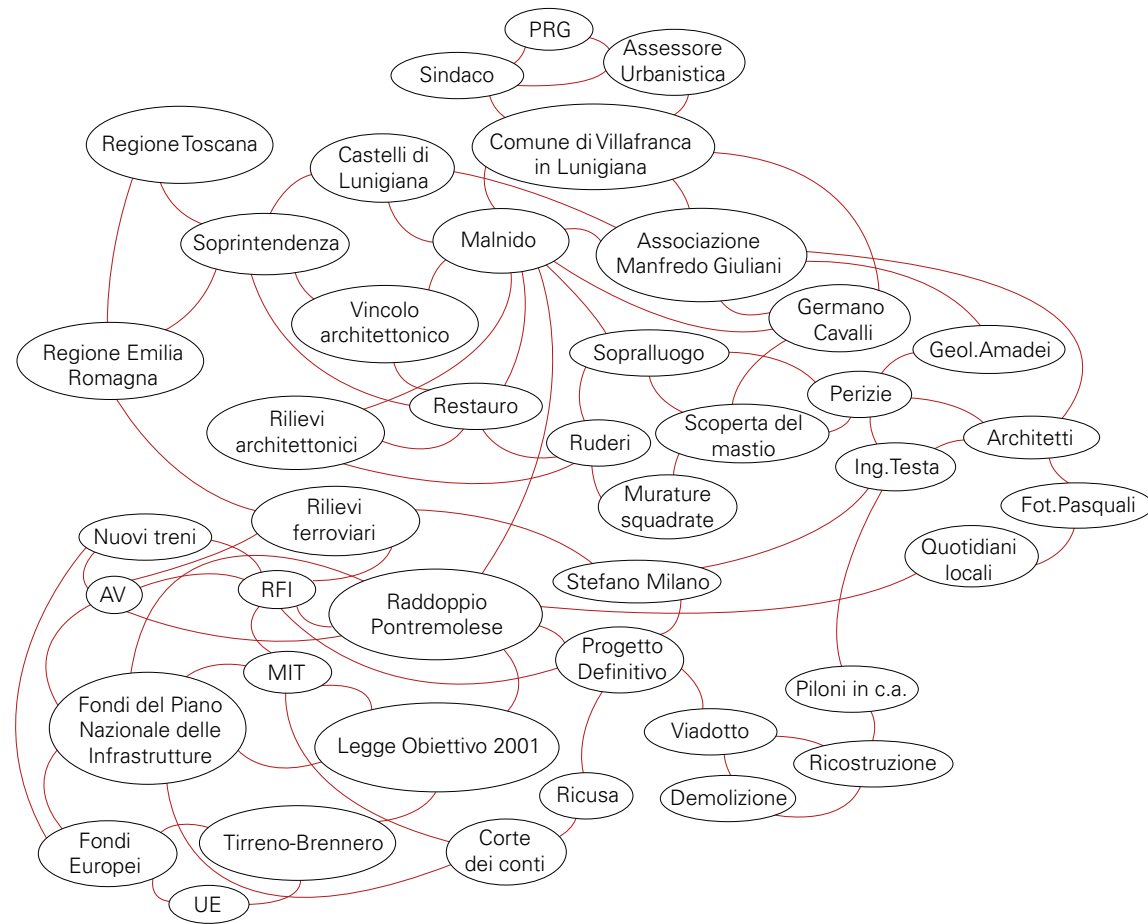 PRG
Assessore
Urbanistica
Sindaco
Regione Toscana
Castelli di
Lunigiana
Comune di Villafranca
in Lunigiana
Soprintendenza
Malnido
Associazione
Manfredo Giuliani
Vincolo
architettonico
Germano
Cavalli
Regione Emilia
Romagna
Sopralluogo
Geol.Amadei
Perizie
Restauro
Rilievi
architettonici
Ruderi
Scoperta del
mastio
Architetti
Ing.Testa
Murature
squadrate
Fot.Pasquali
Rilievi
ferroviari
Nuovi treni
Quotidiani
locali
AV
RFI
Raddoppio
Pontremolese
Stefano Milano
Progetto
Definitivo
MIT
Piloni in c.a.
Fondi del Piano
Nazionale delle
Infrastrutture
Legge Obiettivo 2001
Viadotto
Ricostruzione
Ricusa
Demolizione
Fondi
Europei
Tirreno-Brennero
Corte
dei conti
UE